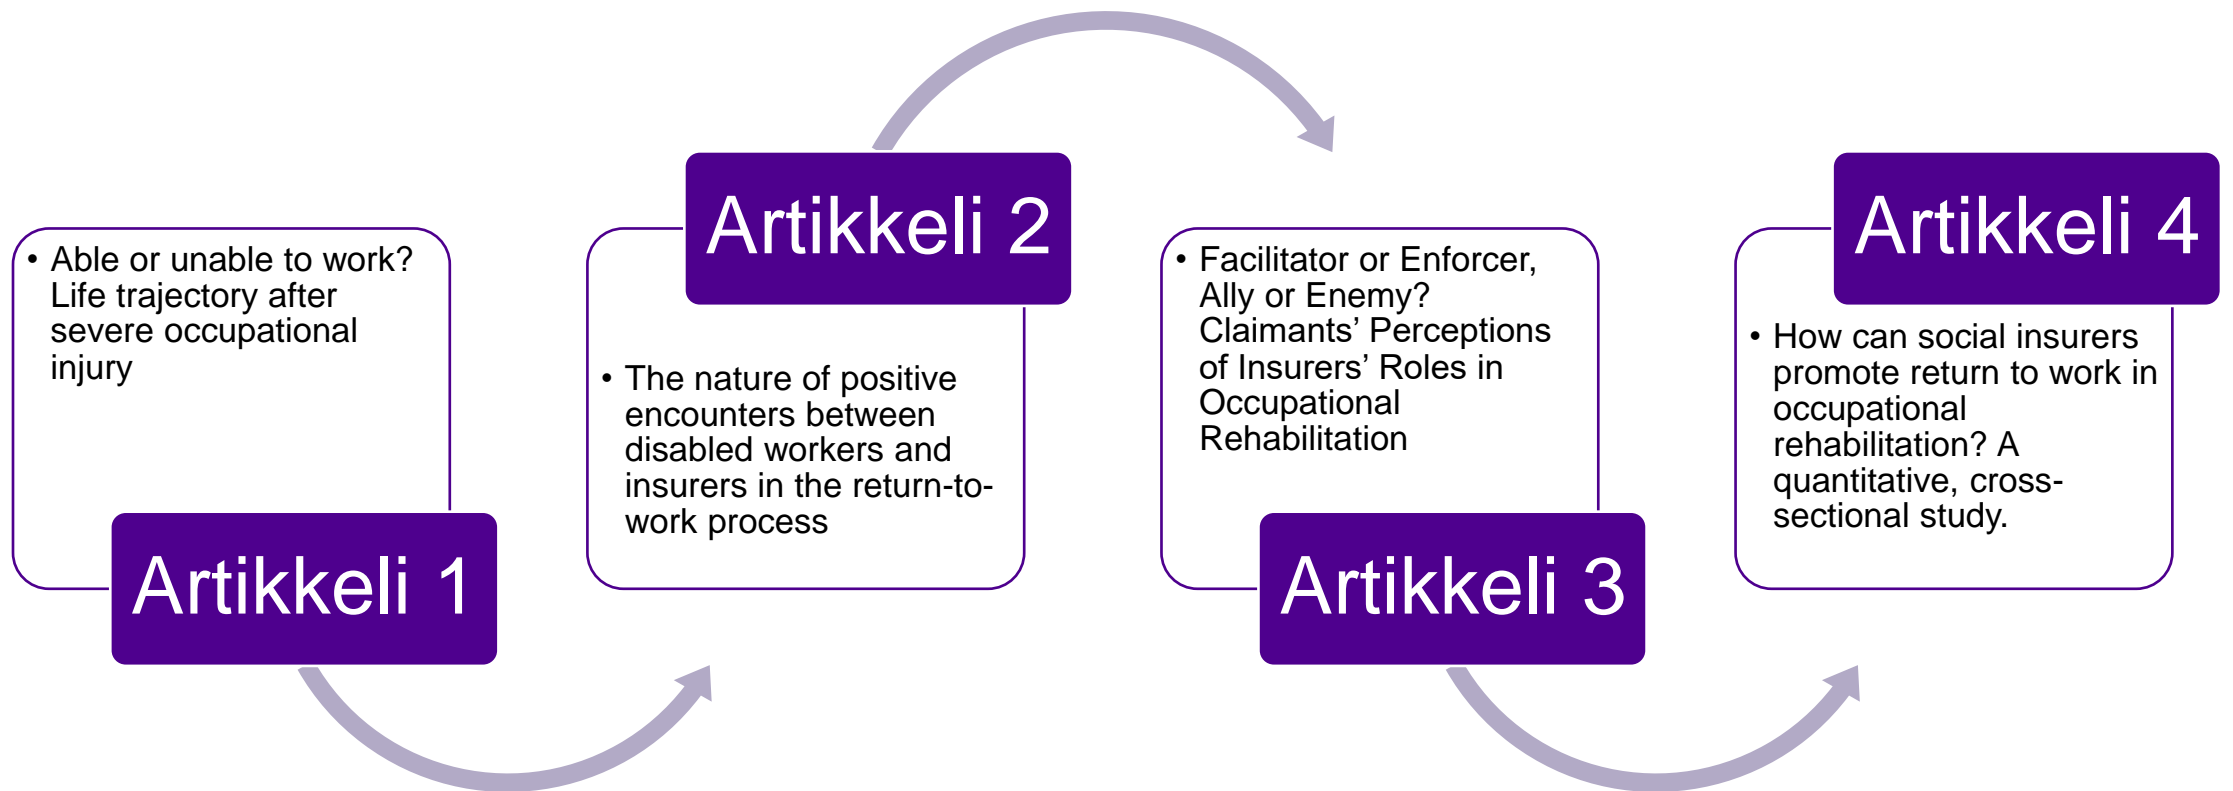 • Able or unable to work?
Life trajectory after
severe occupational
injury
Artikkeli 1
Artikkeli 2
• The nature of positive
encounters between
disabled workers and
insurers in the return-to-
work process
• Facilitator or Enforcer,
Ally or Enemy?
Claimants’ Perceptions
of Insurers’ Roles in
Occupational
Rehabilitation
Artikkeli 3
Artikkeli 4
• How can social insurers
promote return to work in
occupational
rehabilitation? A
quantitative, cross-
sectional study.